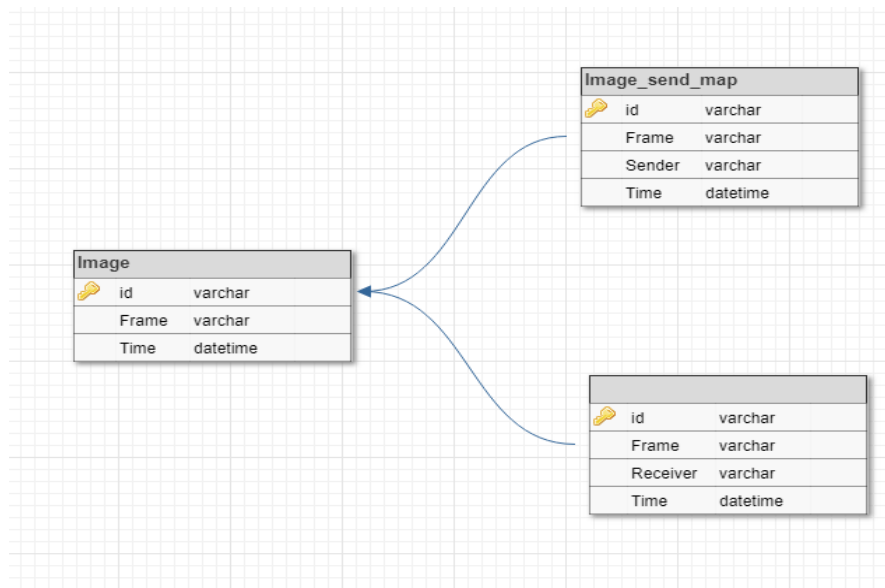 Image_send_map
id varchar
Frame varchar
Sender varchar
Time datetime
Image
id varchar
Frame varchar
Time datetime
id varchar
Frame varchar
Receiver varchar
Time datetime